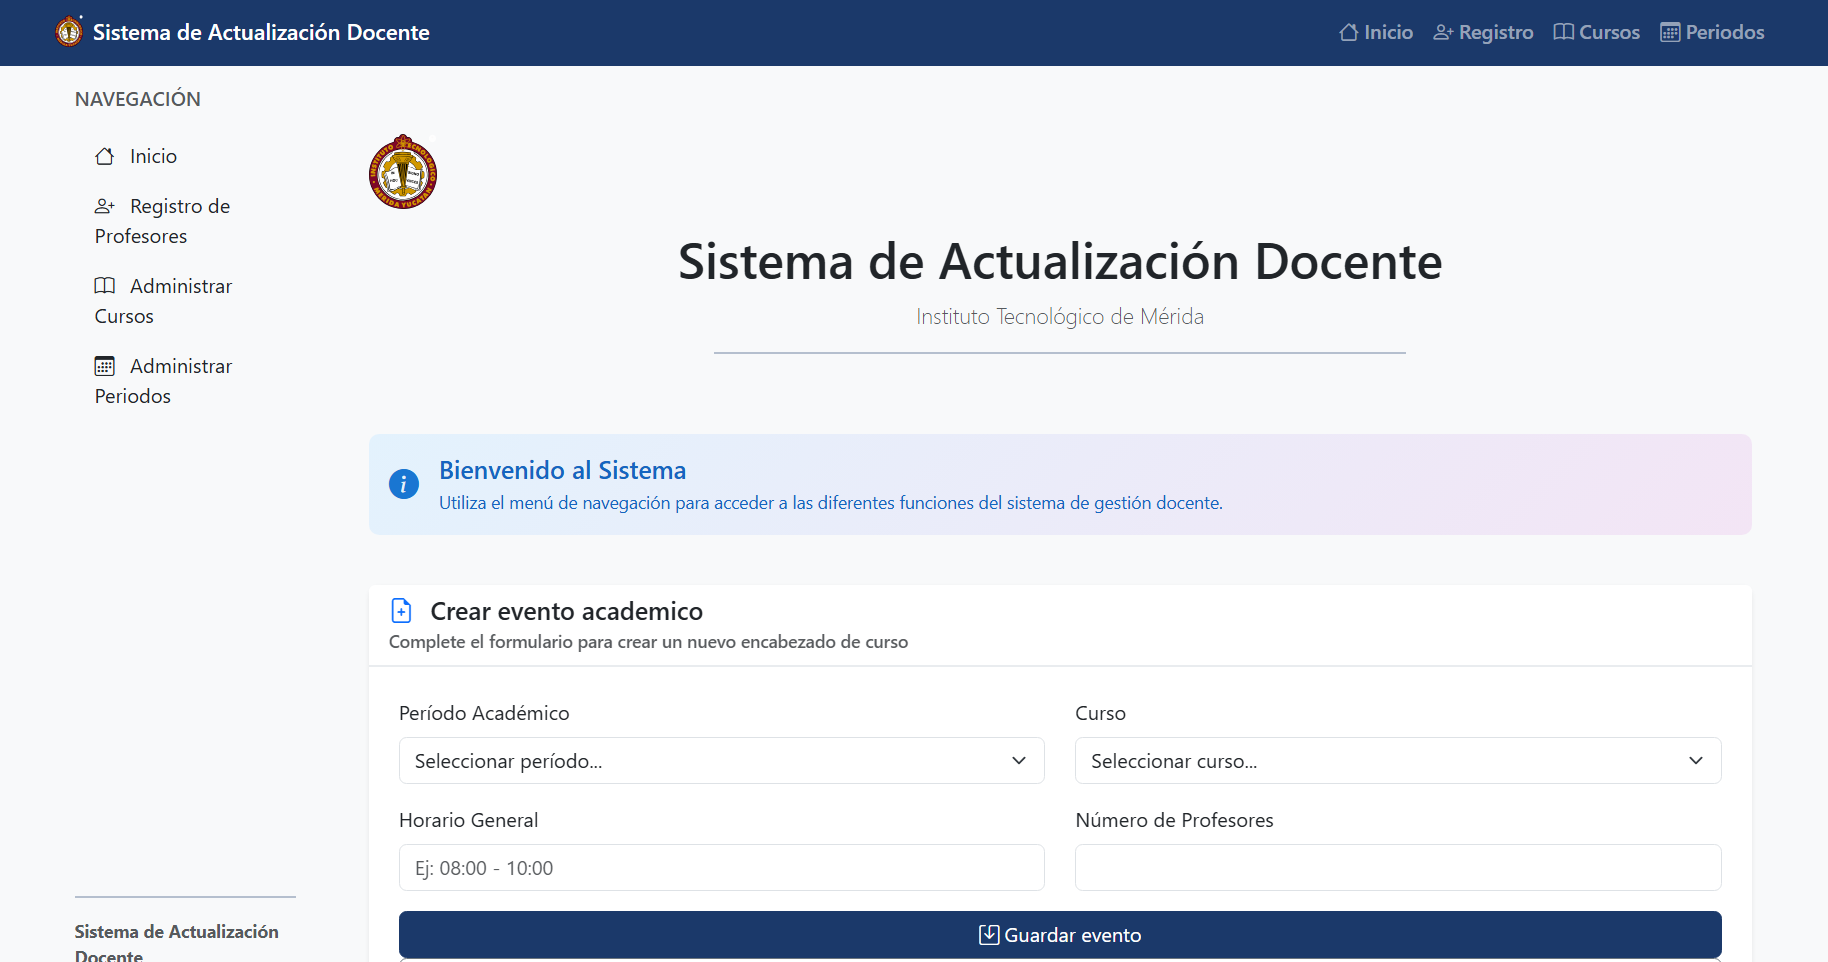 Sistema de Actualización Docente
Inicio
Registro
Cursos
Periodos
NAVEGACIÓN
Inicio
Registro de
Profesores
Administrar
Cursos
Administrar
Periodos
Sistema de Actualización
Docente
INSTITUTO TECNOLOGICO
MERIDA YUCATAN
Sistema de Actualización Docente
Instituto Tecnológico de Mérida
Bienvenido al Sistema
Utiliza el menú de navegación para acceder a las diferentes funciones del sistema de gestión docente.
Crear evento academico
Complete el formulario para crear un nuevo encabezado de curso
Período Académico
Seleccionar período...
Curso
Seleccionar curso...
Horario General
Ej: 08:00 - 10:00
Número de Profesores
Guardar evento